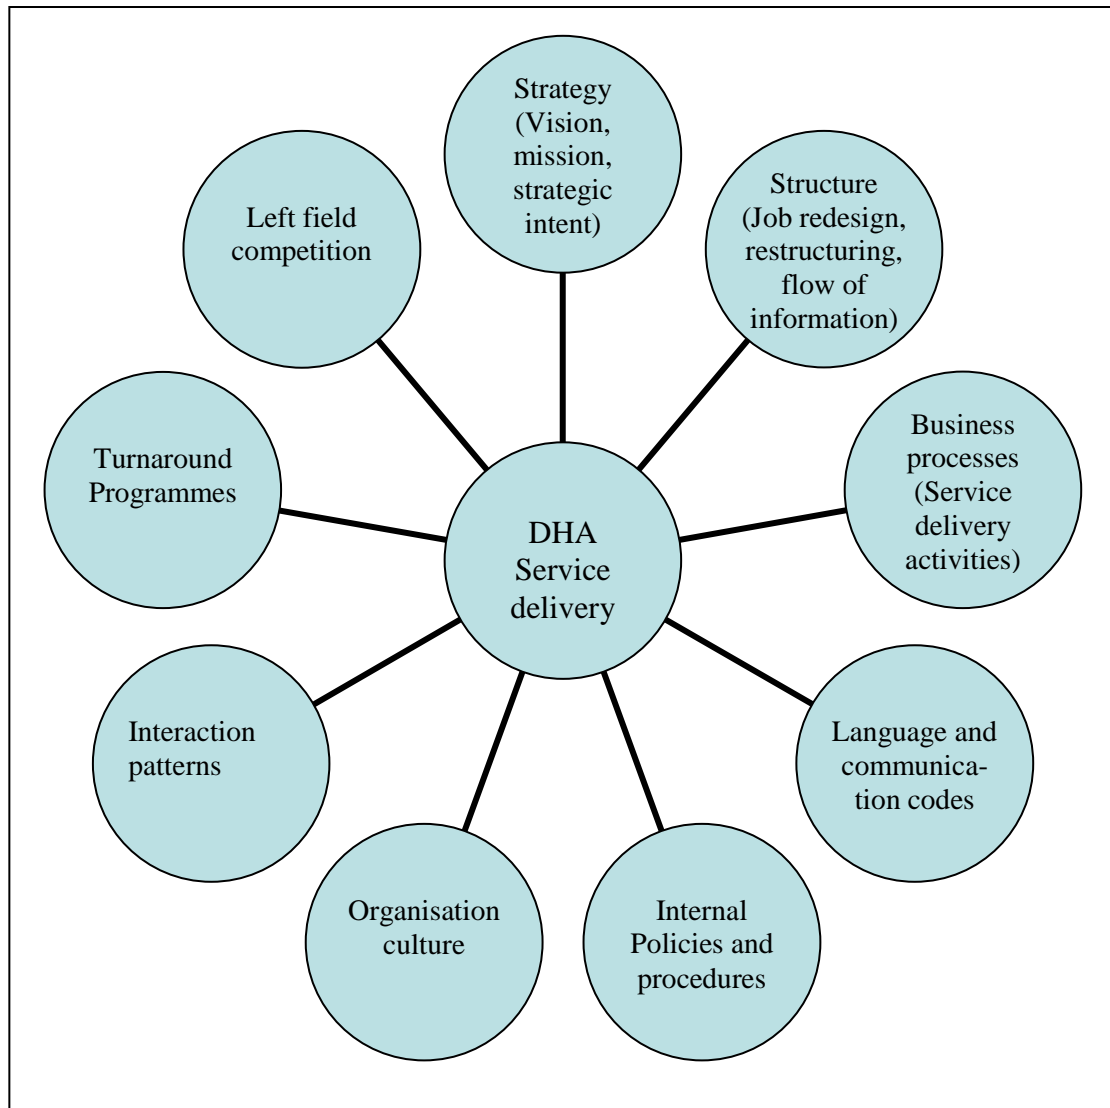 Strategy
(Vision,
mission,
strategic
intent)
Structure
(Job redesign,
restructuring,
flow of
information)
Business
processes
(Service
delivery
activities)
Language and
communica-
tion codes
Internal
Policies and
procedures
Organisation
culture
Interaction
patterns
Turnaround
Programmes
Left field
competition
DHA
Service
delivery